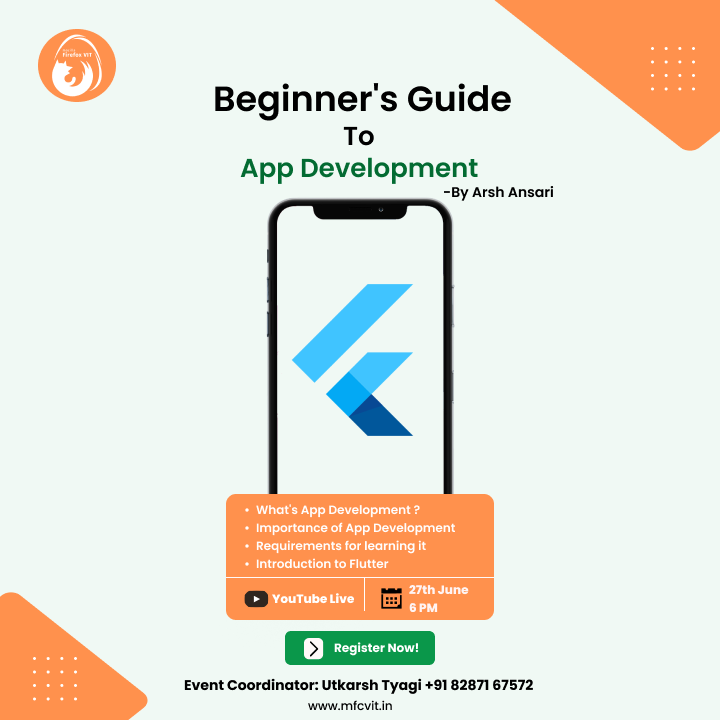 Firefox VIT
Beginner's Guide
To
App Development
-By Arsh Ansari
• What's App Development ?
• Importance of App Development
• Requirements for learning it
• Introduction to Flutter
YouTube Live
27th June
6 PM
Register Now!
Event Coordinator: Utkarsh Tyagi +91 82871 67572
www.mfcvit.in